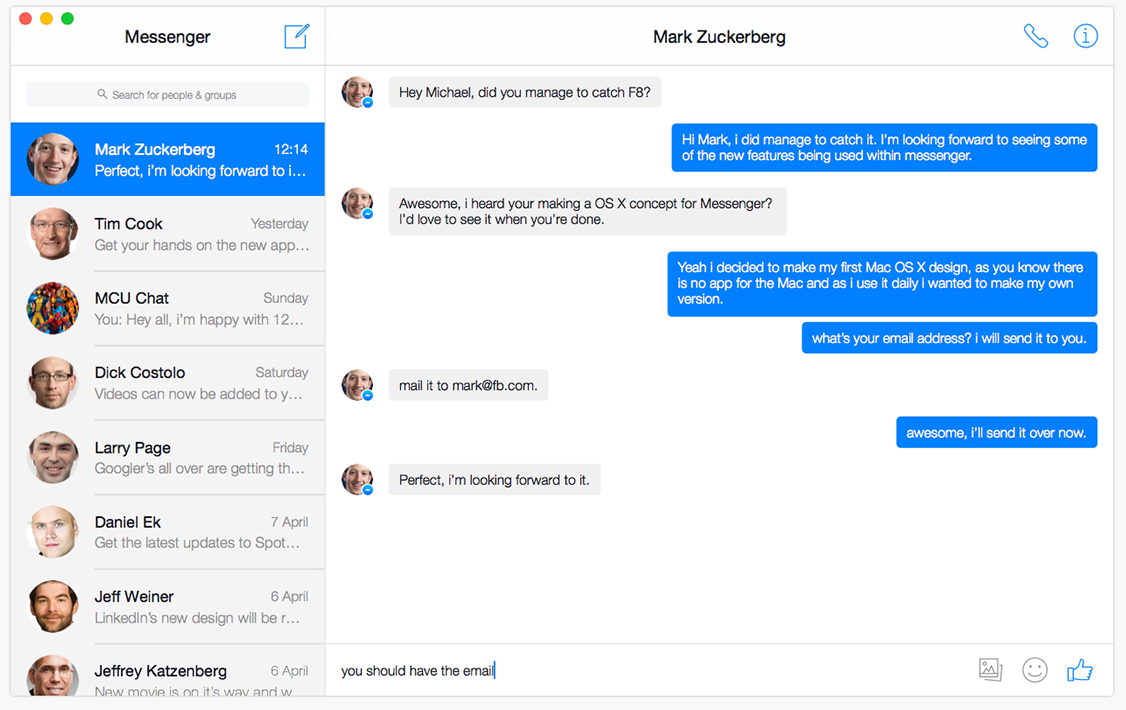 Messenger
Mark Zuckerberg
Search for people & groups
Mark Zuckerberg 12:14
Perfect, i'm looking forward to i...
Tim Cook Yesterday
Get your hands on the new app...
MCU Chat Sunday
You: Hey all, i'm happy with 12...
Dick Costolo Saturday
Videos can now be added to y...
Larry Page Friday
Googler's all over are getting th...
Daniel Ek 7 April
Get the latest updates to Spot...
Jeff Weiner 6 April
LinkedIn's new design will be r...
Jeffrey Katzenberg 6 April
New movie is on it's way and w
Hey Michael, did you manage to catch F8?
Hi Mark, i did manage to catch it. I'm looking forward to seeing some
of the new features being used within messenger.
Awesome, i heard your making a OS X concept for Messenger?
I'd love to see it when you're done.
Yeah i decided to make my first Mac OS X design, as you know there
is no app for the Mac and as i use it daily i wanted to make my own
version.
what's your email address? i will send it to you.
mail it to mark@fb.com.
awesome, i'll send it over now.
Perfect, i'm looking forward to it.
you should have the email